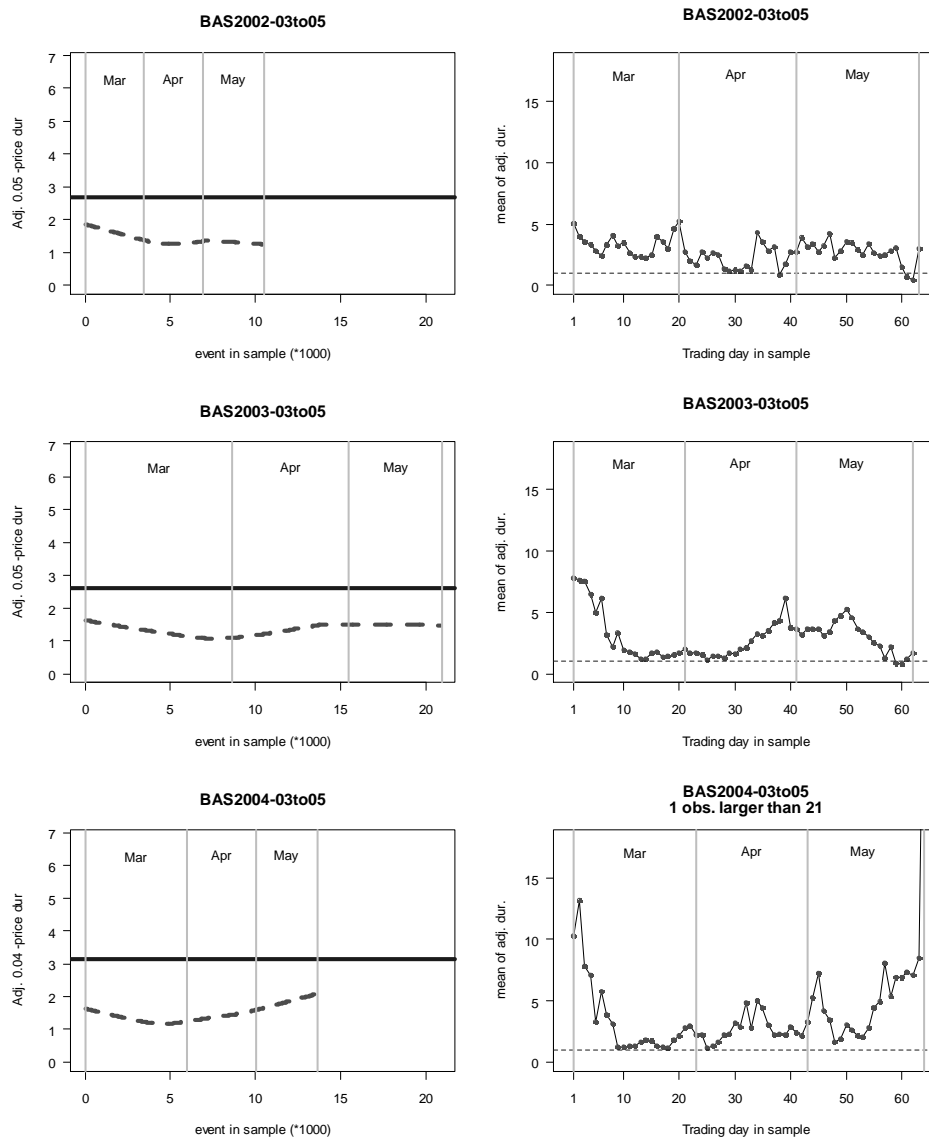 BAS2002-03to05
Adj. 0.05 -price dur
7
6
5
4
3
2
1
0
Mar
Apr
May
0
5
10
15
20
event in sample (*1000)
BAS2002-03to05
mean of adj. dur.
15
10
5
0
Mar
Apr
May
1
10
20
30
40
50
60
Trading day in sample
BAS2003-03to05
Adj. 0.05 -price dur
7
6
5
4
3
2
1
0
Mar
Apr
May
0
5
10
15
20
event in sample (*1000)
BAS2003-03to05
mean of adj. dur.
15
10
5
0
Mar
Apr
May
1
10
20
30
40
50
60
Trading day in sample
BAS2004-03to05
Adj. 0.04 -price dur
7
6
5
4
3
2
1
0
Mar
Apr
May
0
5
10
15
20
event in sample (*1000)
BAS2004-03to05
1 obs. larger than 21
mean of adj. dur.
15
10
5
0
Mar
Apr
May
1
10
20
30
40
50
60
Trading day in sample